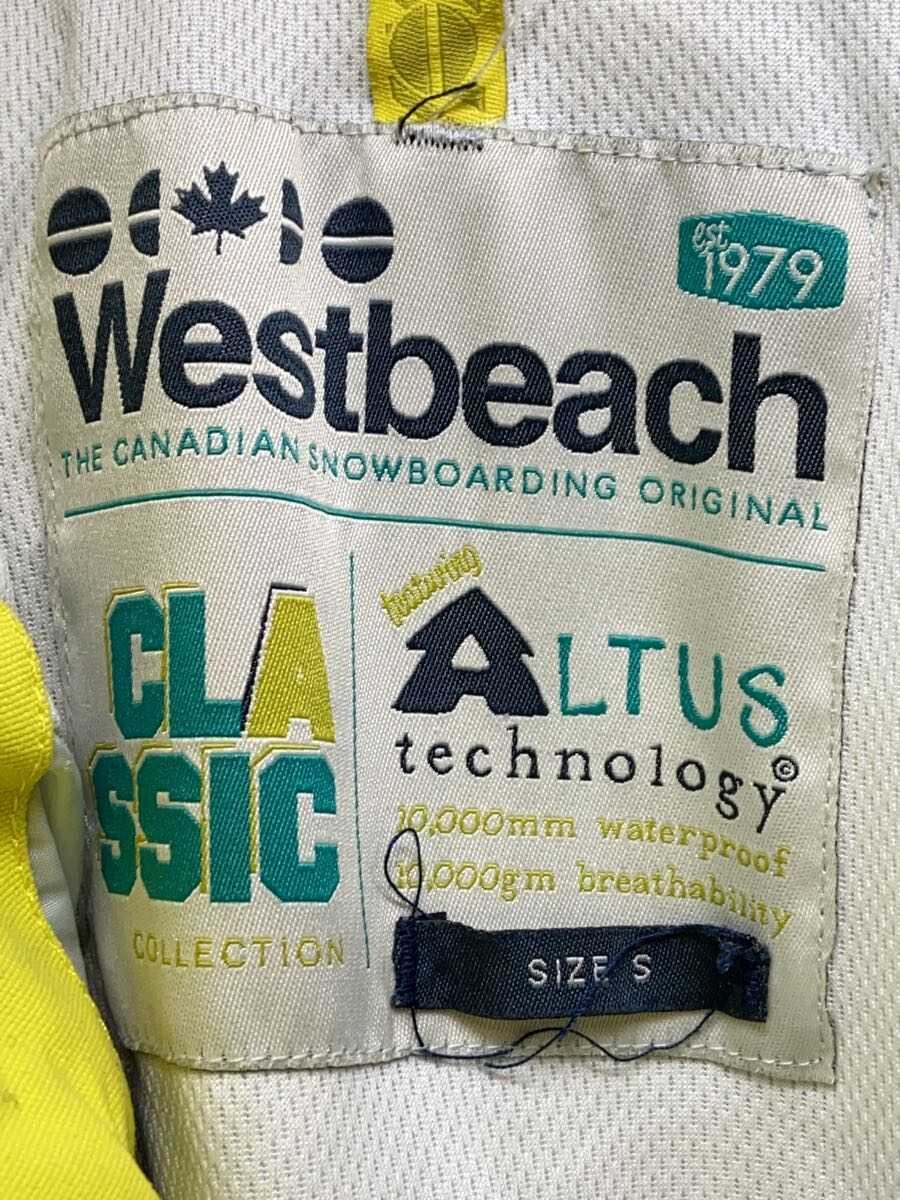 est. 1979
Westbeach
THE CANADIAN SNOWBOARDING ORIGINAL
CLA
SSIC
COLLECTION
featuring
ALTUS
technology©
10,000mm waterproof
10,000gm breathability
SIZE S